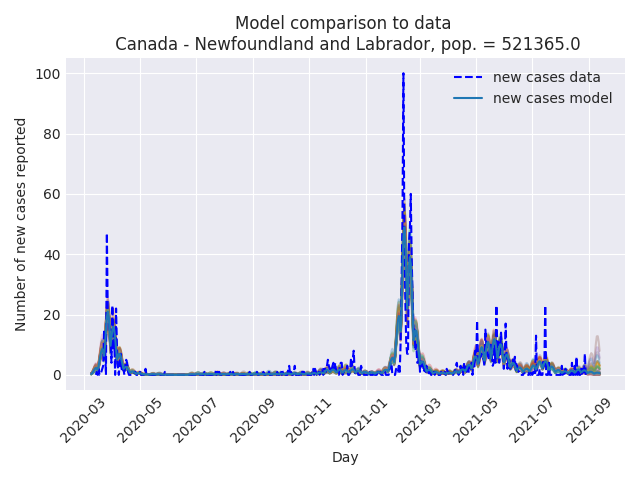 Model comparison to data
Canada - Newfoundland and Labrador, pop. = 521365.0
new cases data
new cases model
Number of new cases reported
100
80
60
40
20
0
2020-03
2020-05
2020-07
2020-09
2020-11
2021-01
2021-03
2021-05
2021-07
2021-09
Day